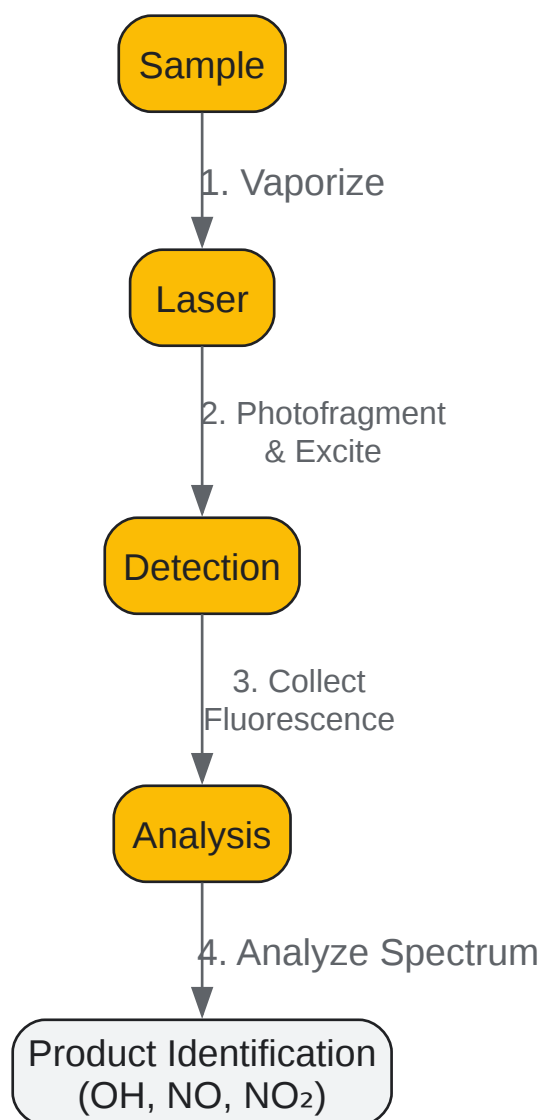 Sample
1. Vaporize
Laser
2. Photofragment
& Excite
Detection
3. Collect
Fluorescence
Analysis
4. Analyze Spectrum
Product Identification
(OH, NO, NO₂)